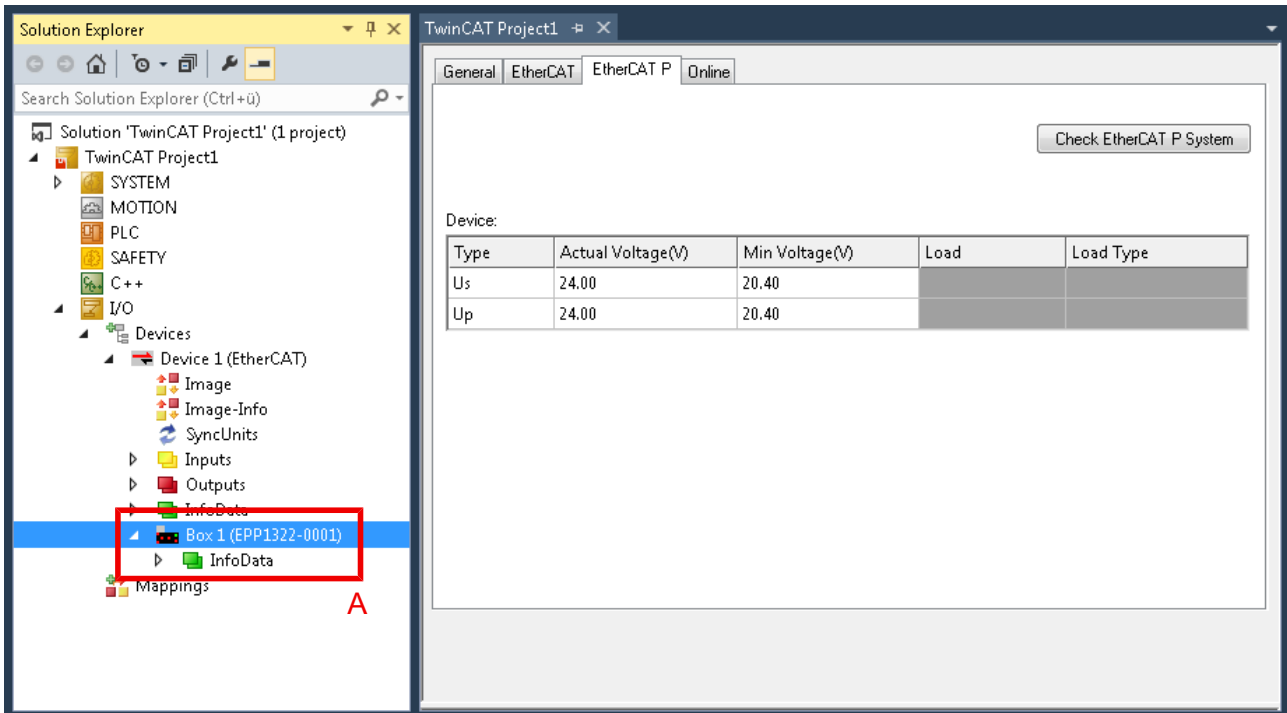 Solution Explorer
Search Solution Explorer (Ctrl+ü)
Solution 'TwinCAT Project1' (1 project)
TwinCAT Project1
SYSTEM
MOTION
PLC
SAFETY
C++
I/O
Devices
Device 1 (EtherCAT)
Image
Image-Info
SyncUnits
Inputs
Outputs
InfoData
Box 1 (EPP1322-0001)
InfoData
Mappings
A
TwinCAT Project1
General EtherCAT EtherCAT P Online
Check EtherCAT P System
Device:
Type Actual Voltage(V) Min Voltage(V) Load Load Type
Us 24.00 20.40
Up 24.00 20.40